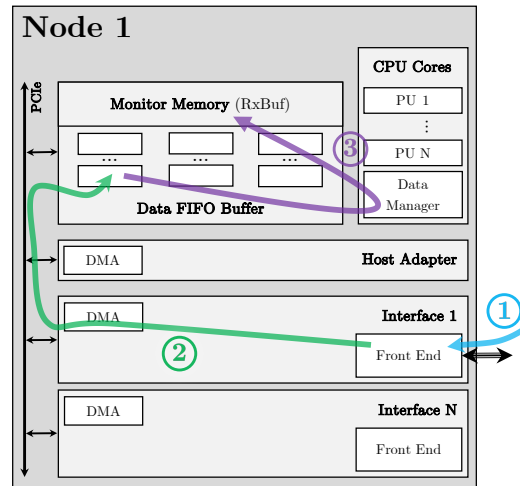 Node 1
PCIe
CPU Cores
PU 1
⋮
PU N
Data
Manager
Monitor Memory (RxBuf)
...
...
...
Data FIFO Buffer
3
DMA
Host Adapter
DMA
Interface 1
Front End
1
2
DMA
Interface N
Front End